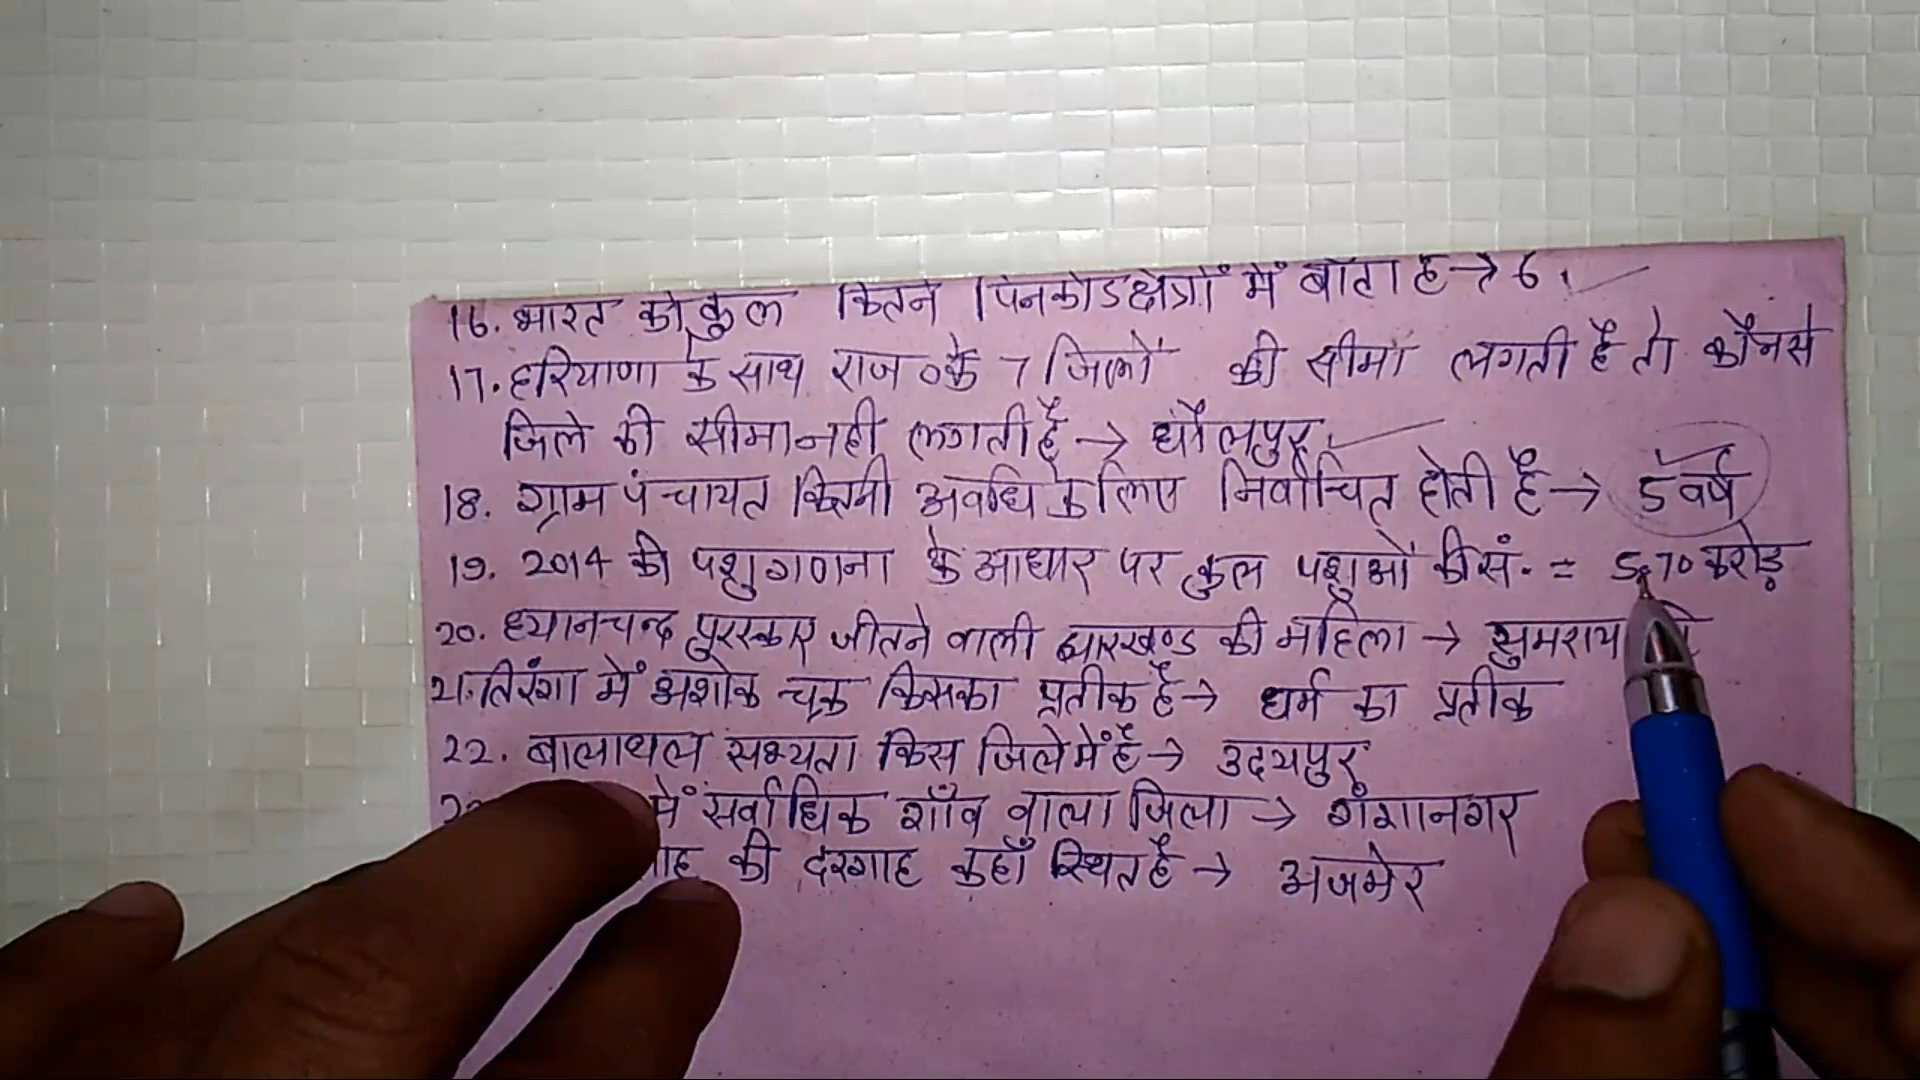 16. भारत को कुल कितने पिनकोड क्षेत्रों में बाँटा है → 6.
17. हरियाणा के साथ राज० के 7 जिलों की सीमा लगती है तो कौनसे
जिले की सीमा नही लगती है → धौलपुर.
18. ग्राम पंचायत कितनी अवधि के लिए निर्वाचित होती है → 5 वर्ष
19. 2014 की पशुगणना के आधार पर कुल पशुओं की सं. = 5.70 करोड़
20. ध्यानचन्द पुरस्कार जीतने वाली झारखण्ड की महिला → सुमराय
21. तिरंगा में अशोक चक्र किसका प्रतीक है → धर्म का प्रतीक
22. बालाथल सभ्यता किस जिले में है → उदयपुर
में सर्वाधिक गाँव वाला जिला → गंगानगर
की दरगाह कहाँ स्थित है → अजमेर